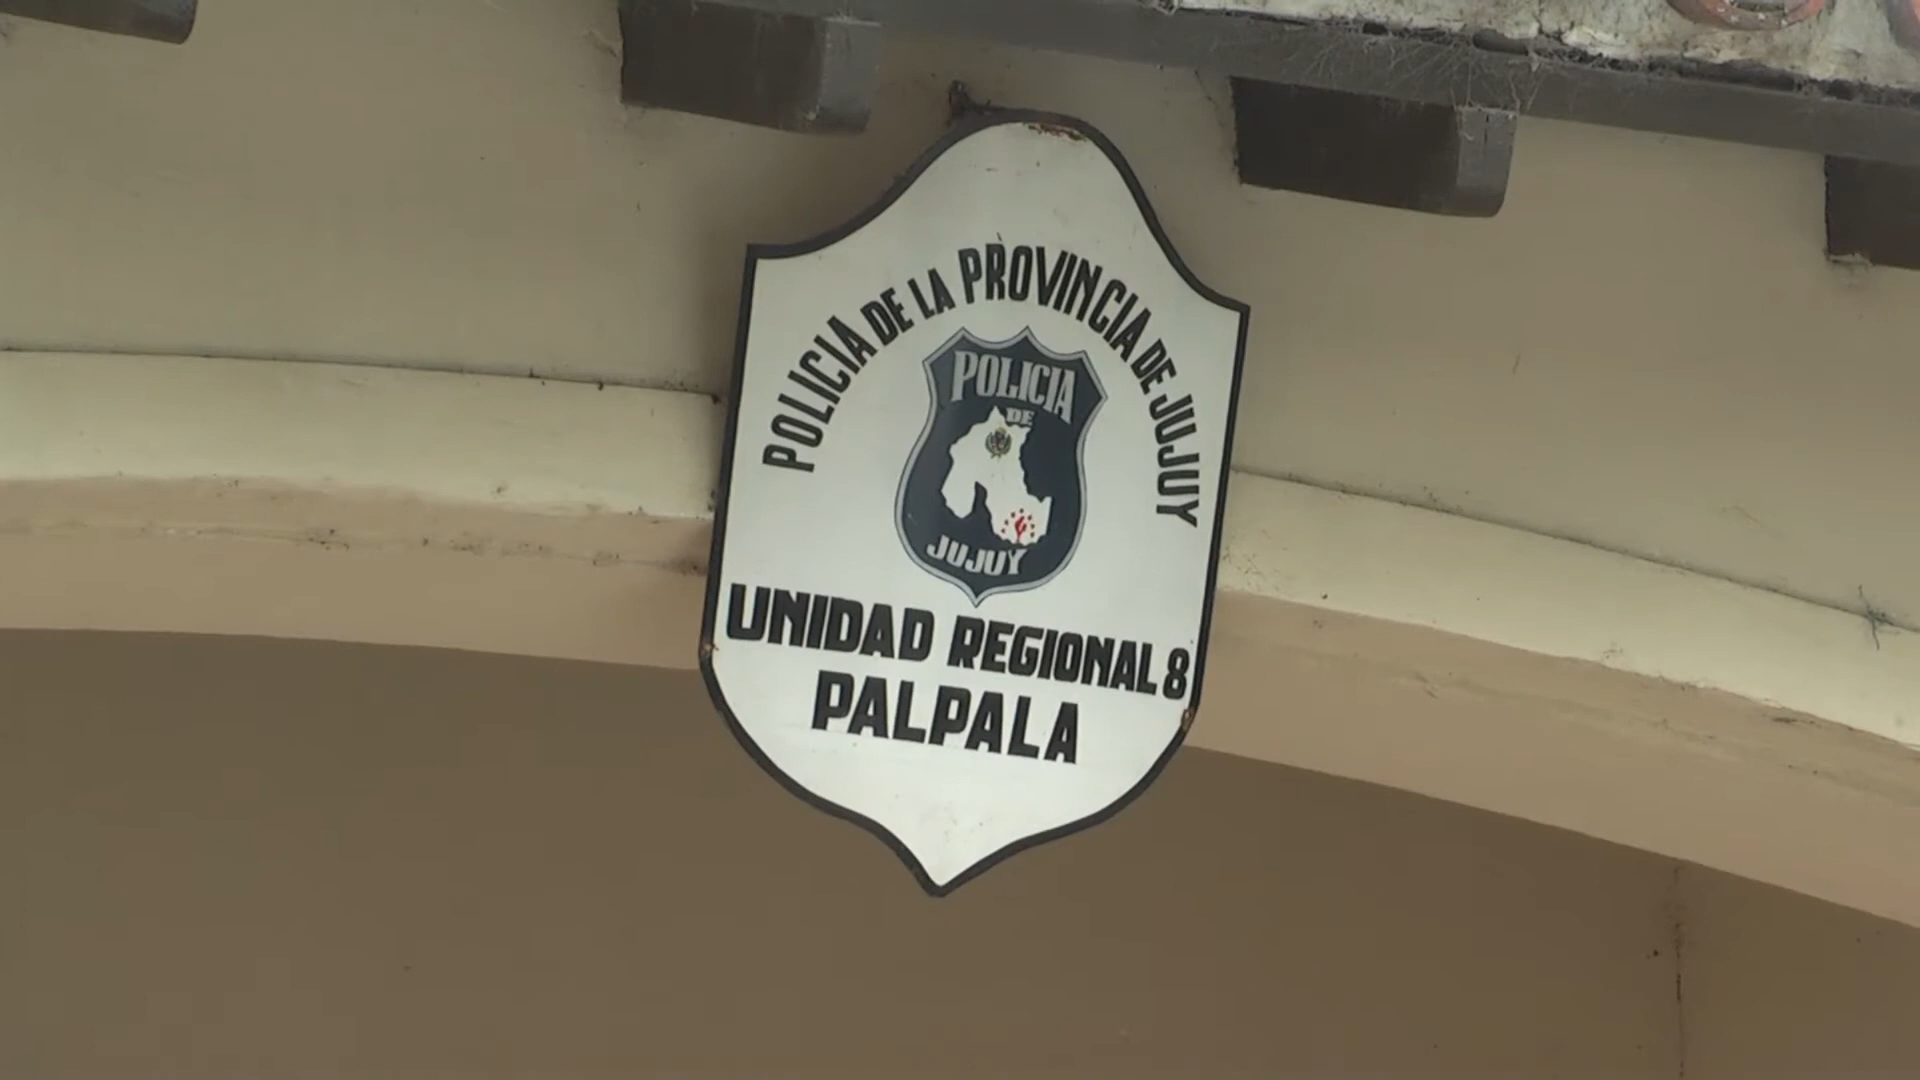 POLICIA DE LA PROVINCIA DE JUJUY
POLICIA
DE
JUJUY
UNIDAD REGIONAL 8
PALPALA